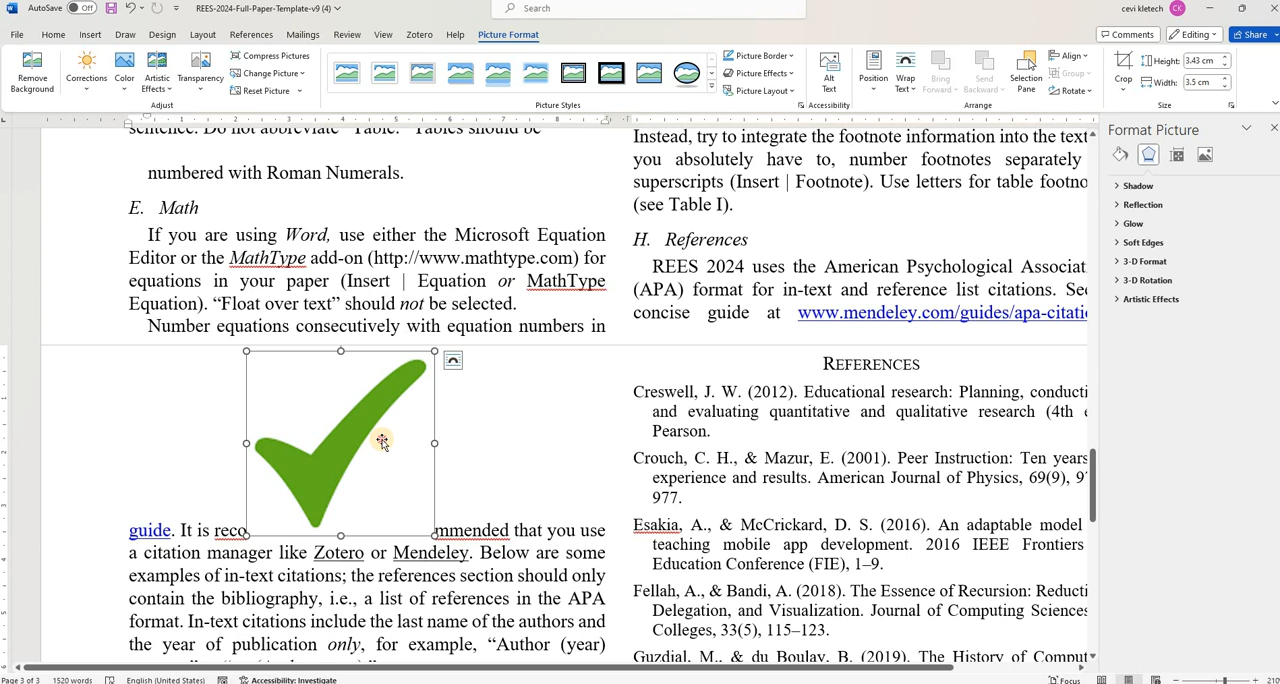 AutoSave Off REES-2024-Full-Paper-Template-v9 (4) Search cevi kletech CK
File Home Insert Draw Design Layout References Mailings Review View Zotero Help Picture Format Comments Editing Share
Remove Background
Corrections
Color
Artistic Effects
Transparency
Compress Pictures
Change Picture
Reset Picture
Adjust
Picture Styles
Picture Border
Picture Effects
Picture Layout
Alt Text
Accessibility
Position
Wrap Text
Bring Forward
Send Backward
Selection Pane
Align
Group
Rotate
Arrange
Crop
Height: 3.43 cm
Width: 3.5 cm
Size
sentence. Do not abbreviate "Table." Tables should be
numbered with Roman Numerals.
E. Math
If you are using Word, use either the Microsoft Equation
Editor or the MathType add-on (http://www.mathtype.com) for
equations in your paper (Insert | Equation or MathType
Equation). “Float over text” should not be selected.
Number equations consecutively with equation numbers in
guide. It is reco mmended that you use
a citation manager like Zotero or Mendeley. Below are some
examples of in-text citations; the references section should only
contain the bibliography, i.e., a list of references in the APA
format. In-text citations include the last name of the authors and
the year of publication only, for example, “Author (year)
Instead, try to integrate the footnote information into the text
you absolutely have to, number footnotes separately
superscripts (Insert | Footnote). Use letters for table footno
(see Table I).
H. References
REES 2024 uses the American Psychological Associat
(APA) format for in-text and reference list citations. See
concise guide at www.mendeley.com/guides/apa-citati
REFERENCES
Creswell, J. W. (2012). Educational research: Planning, conducti
and evaluating quantitative and qualitative research (4th e
Pearson.
Crouch, C. H., & Mazur, E. (2001). Peer Instruction: Ten years
experience and results. American Journal of Physics, 69(9), 97
977.
Esakia, A., & McCrickard, D. S. (2016). An adaptable model
teaching mobile app development. 2016 IEEE Frontiers
Education Conference (FIE), 1–9.
Fellah, A., & Bandi, A. (2018). The Essence of Recursion: Reducti
Delegation, and Visualization. Journal of Computing Sciences
Colleges, 33(5), 115–123.
Guzdial, M., & du Boulay, B. (2019). The History of Comput
Format Picture
Shadow
Reflection
Glow
Soft Edges
3-D Format
3-D Rotation
Artistic Effects
Page 3 of 3 1520 words English (United States) Accessibility: Investigate Focus 210